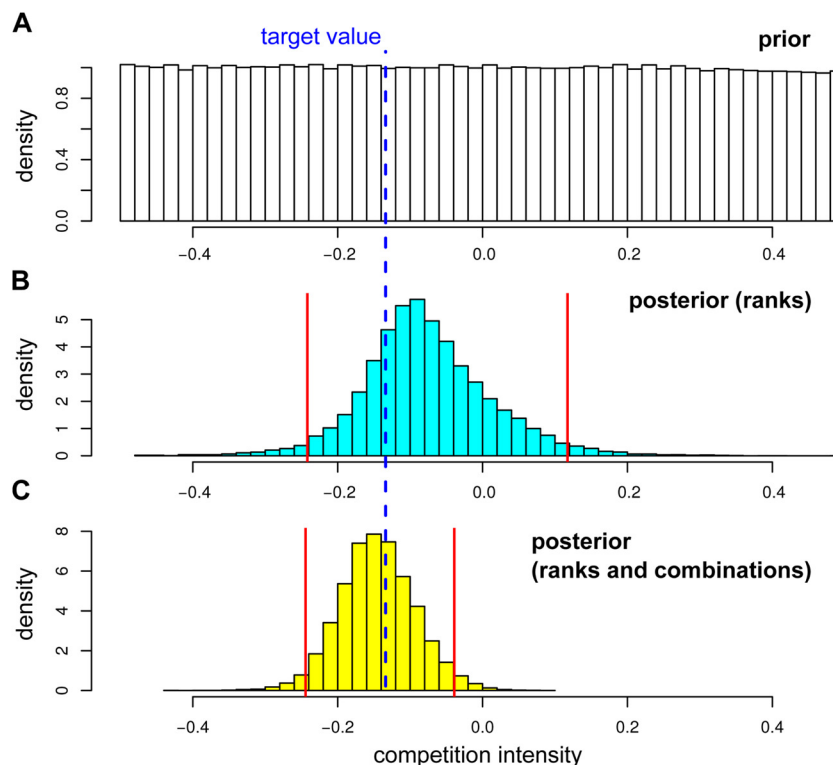 A
target value
prior
density
0.0 0.4 0.8
−0.4 −0.2 0.0 0.2 0.4
B
posterior (ranks)
density
0 1 2 3 4 5
−0.4 −0.2 0.0 0.2 0.4
C
posterior
(ranks and combinations)
density
0 2 4 6 8
−0.4 −0.2 0.0 0.2 0.4
competition intensity